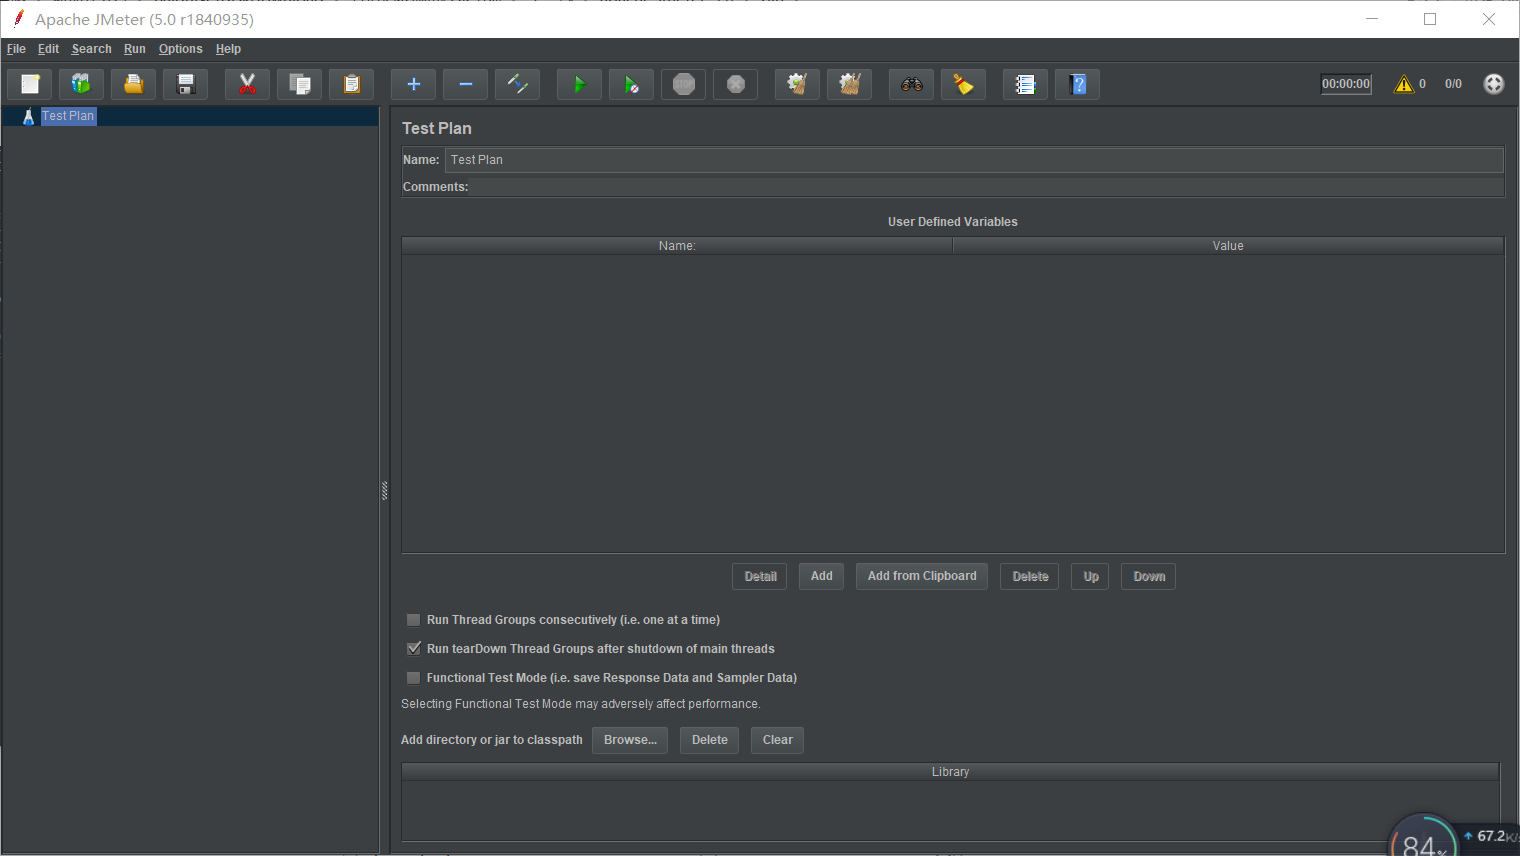 Apache JMeter (5.0 r1840935)
File Edit Search Run Options Help
STOP 00:00:00 0 0/0
Test Plan
Test Plan
Name: Test Plan
Comments:
User Defined Variables
Name: Value
Detail Add Add from Clipboard Delete Up Down
Run Thread Groups consecutively (i.e. one at a time)
Run tearDown Thread Groups after shutdown of main threads
Functional Test Mode (i.e. save Response Data and Sampler Data)
Selecting Functional Test Mode may adversely affect performance.
Add directory or jar to classpath Browse... Delete Clear
Library
84% 67.2K/